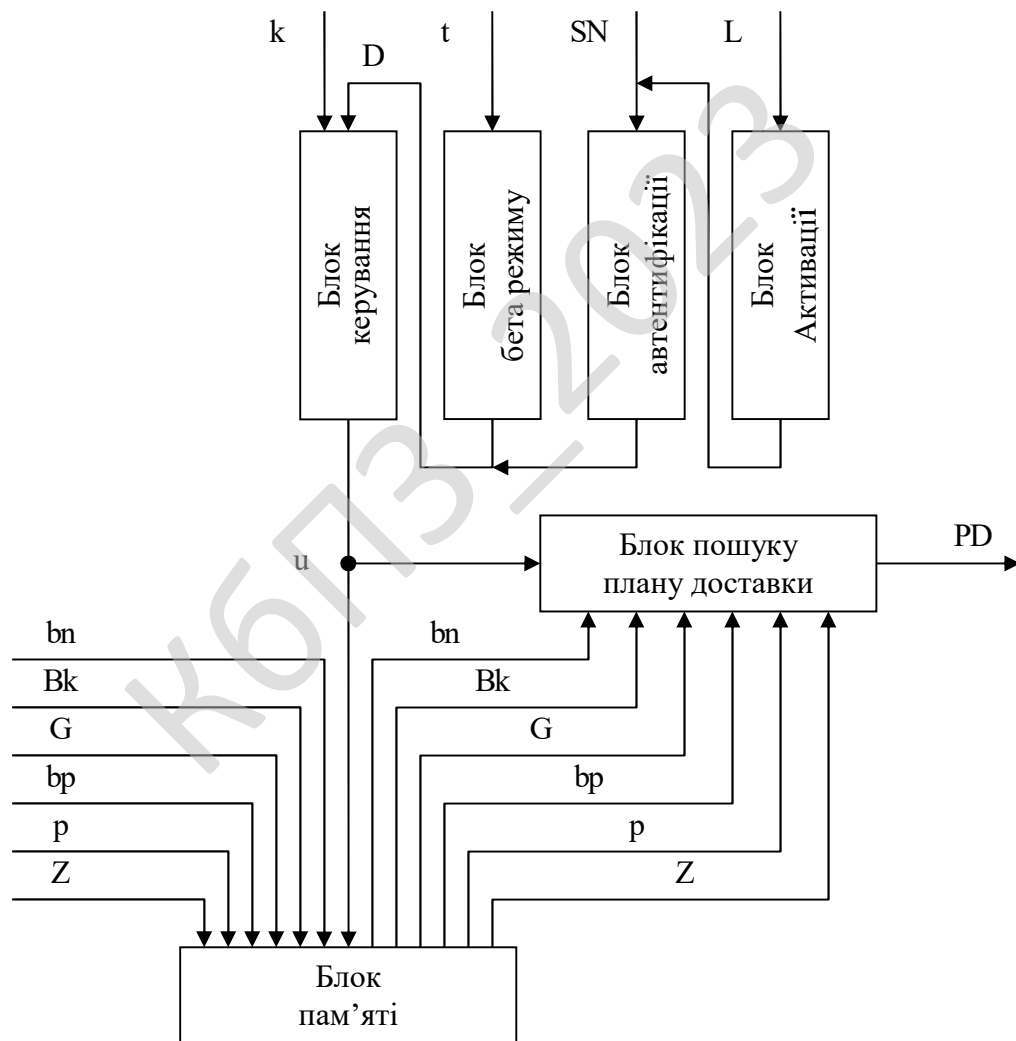 k
t
SN
L
D
Блок
керування
Блок
бета режиму
Блок
автентифікації
Блок
Активації
Блок пошуку
плану доставки
PD
u
bn
bn
Bk
Bk
G
G
bp
bp
p
p
Z
Z
Блок
пам’яті
КбПЗ_2023